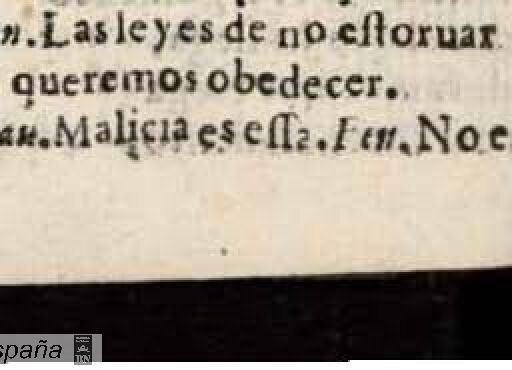 n. Las leyes de no eſtoruar
queremos obedecer.
au. Malicia es eſſa. Fen. No e
spaña